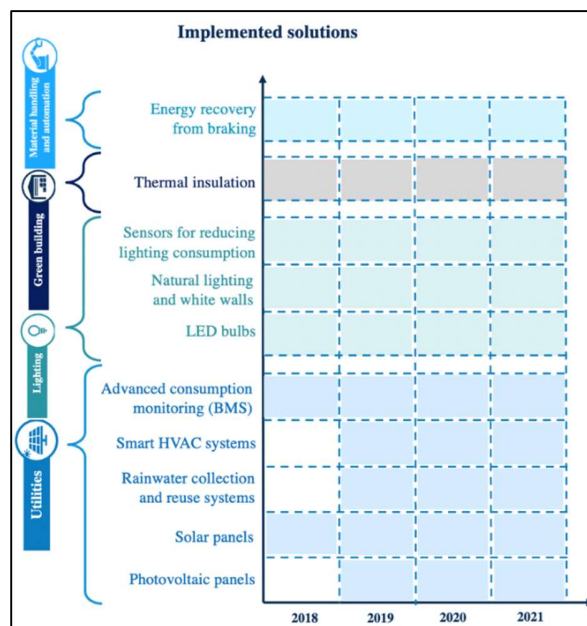 Implemented solutions
Material handling
and automation
Energy recovery
from braking
Green building
Thermal insulation
Sensors for reducing
lighting consumption
Natural lighting
and white walls
LED bulbs
Lighting
Advanced consumption
monitoring (BMS)
Smart HVAC systems
Utilities
Rainwater collection
and reuse systems
Solar panels
Photovoltaic panels
2018 2019 2020 2021